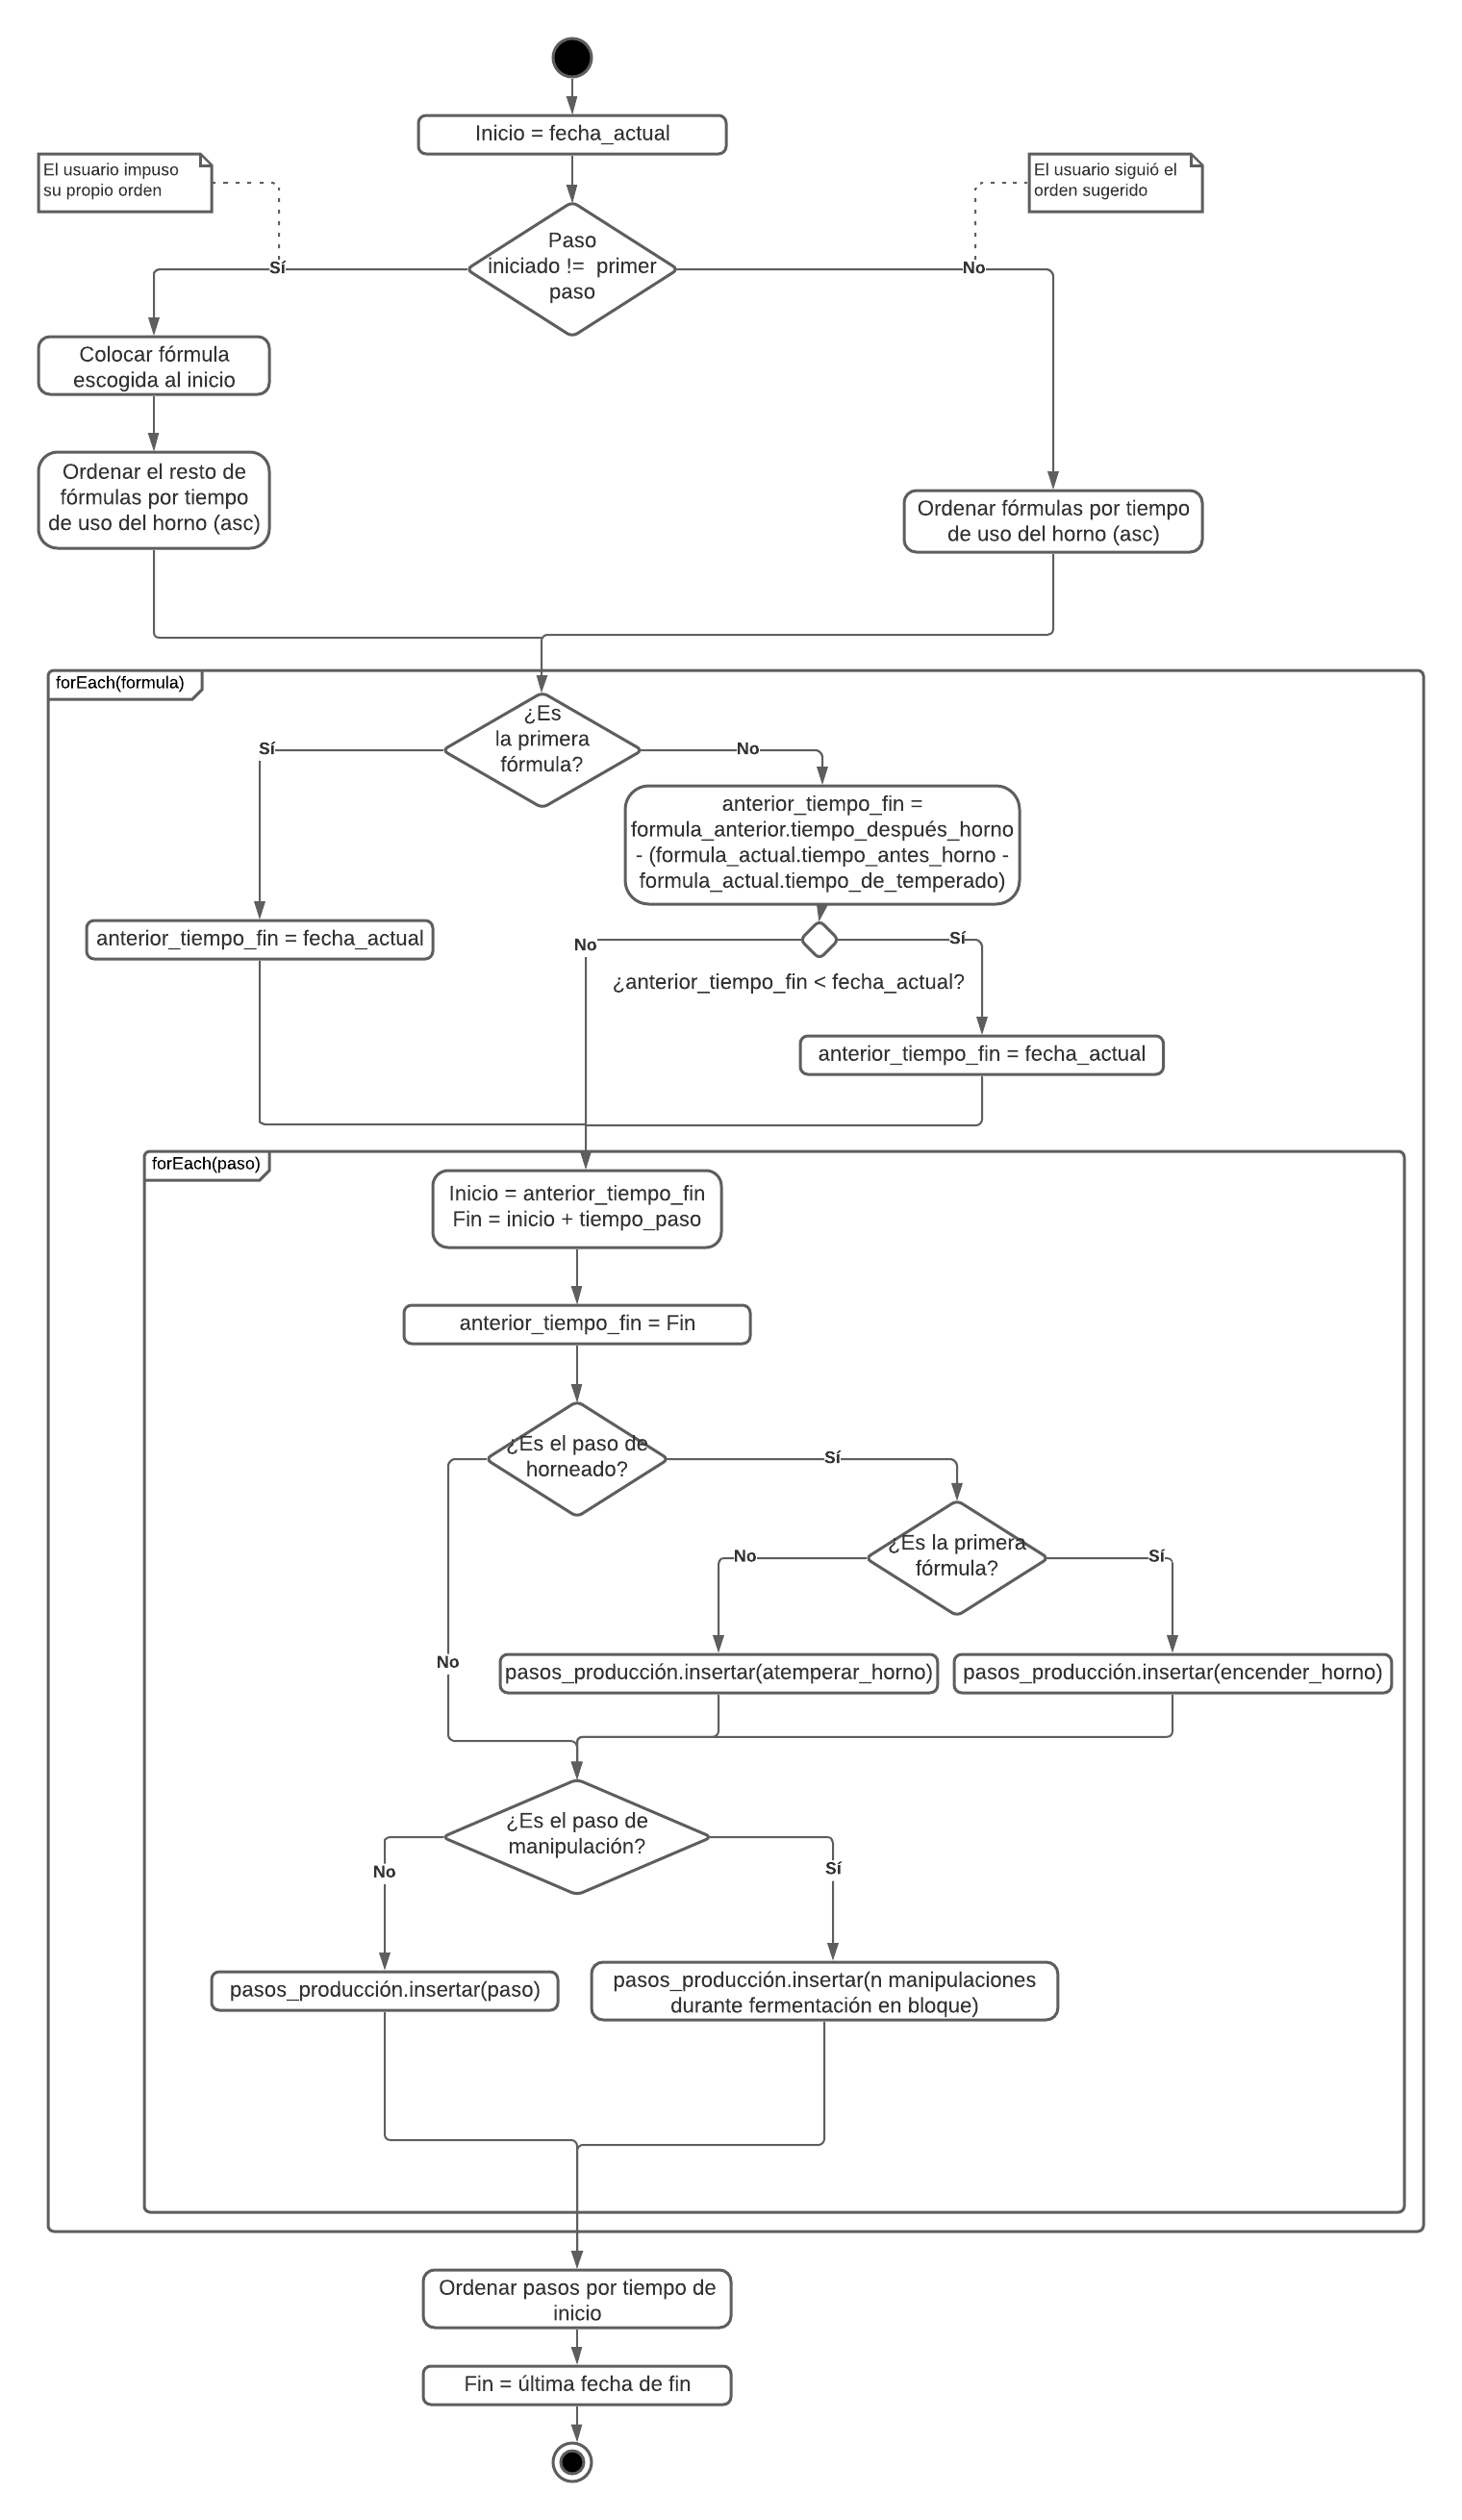 Inicio = fecha_actual
El usuario impuso
su propio orden
El usuario siguió el
orden sugerido
Paso
iniciado !=  primer
paso
Sí
No
Colocar fórmula
escogida al inicio
Ordenar el resto de
fórmulas por tiempo
de uso del horno (asc)
Ordenar fórmulas por tiempo
de uso del horno (asc)
forEach(formula)
¿Es
la primera
fórmula?
Sí
No
anterior_tiempo_fin =
formula_anterior.tiempo_después_horno
- (formula_actual.tiempo_antes_horno -
formula_actual.tiempo_de_temperado)
anterior_tiempo_fin = fecha_actual
No
Sí
¿anterior_tiempo_fin < fecha_actual?
anterior_tiempo_fin = fecha_actual
forEach(paso)
Inicio = anterior_tiempo_fin
Fin = inicio + tiempo_paso
anterior_tiempo_fin = Fin
¿Es el paso de
horneado?
Sí
¿Es la primera
fórmula?
No
Sí
No
pasos_producción.insertar(atemperar_horno)
pasos_producción.insertar(encender_horno)
¿Es el paso de
manipulación?
No
Sí
pasos_producción.insertar(paso)
pasos_producción.insertar(n manipulaciones
durante fermentación en bloque)
Ordenar pasos por tiempo de
inicio
Fin = última fecha de fin